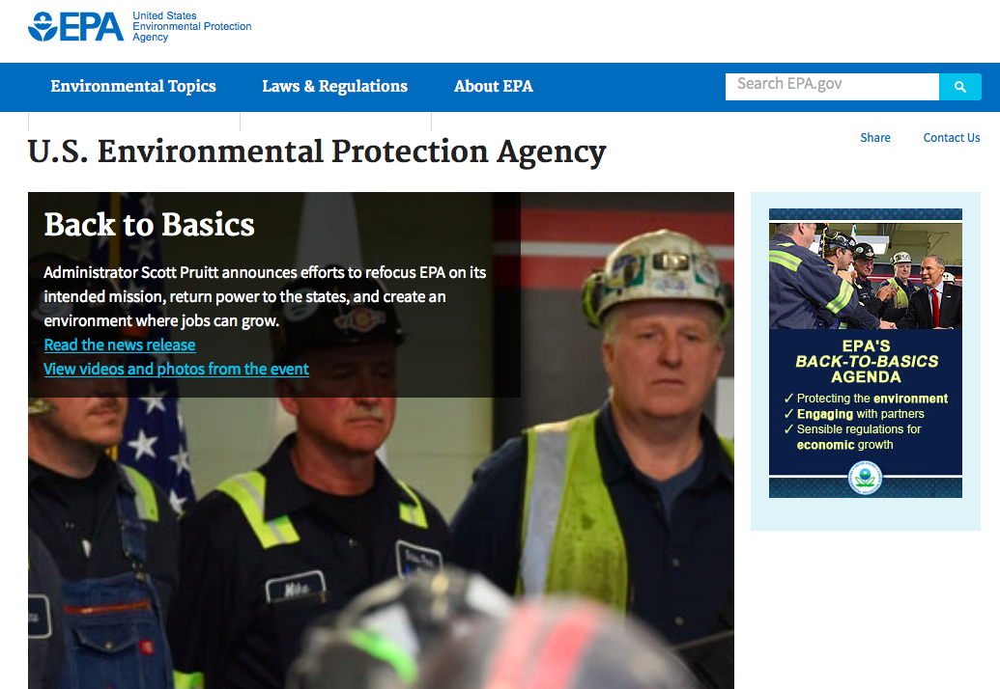 EPA
United States
Environmental Protection
Agency
Environmental Topics
Laws & Regulations
About EPA
Search EPA.gov
U.S. Environmental Protection Agency
Share
Contact Us
Back to Basics
Administrator Scott Pruitt announces efforts to refocus EPA on its
intended mission, return power to the states, and create an
environment where jobs can grow.
Read the news release
View videos and photos from the event
Mike
EPA'S
BACK-TO-BASICS
AGENDA
✓ Protecting the environment
✓ Engaging with partners
✓ Sensible regulations for
economic growth